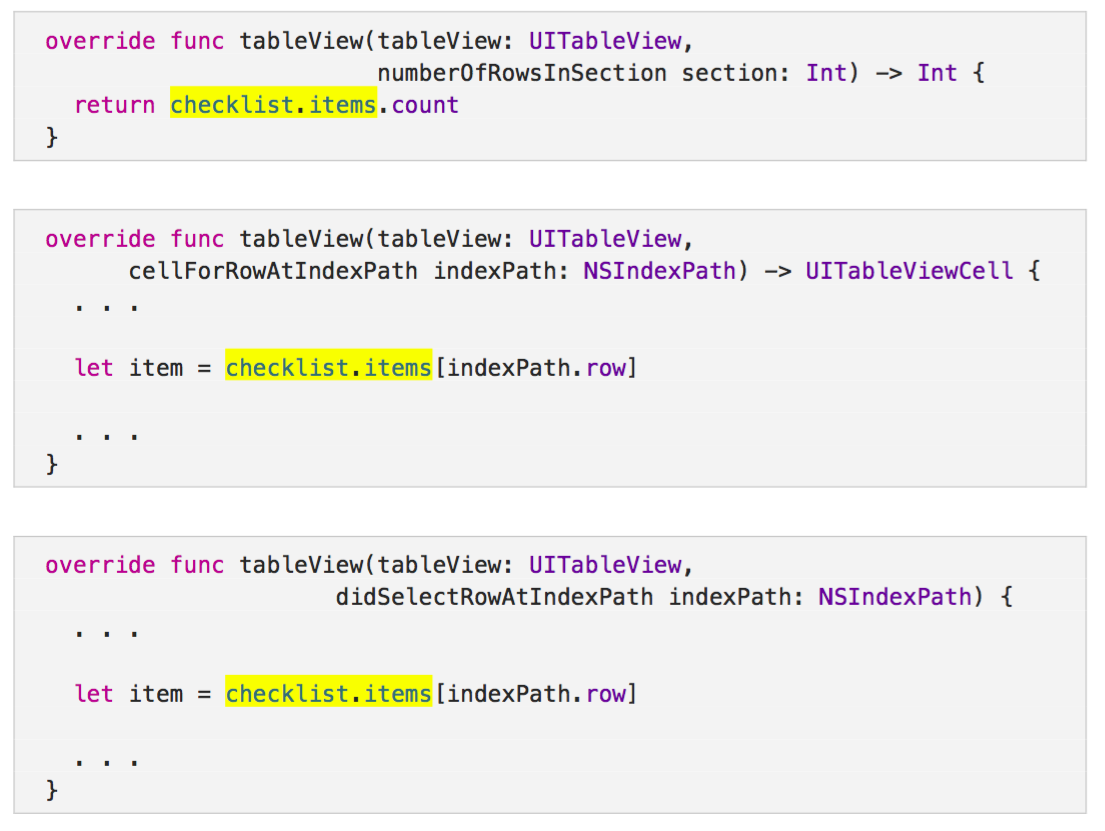 override func tableView(tableView: UITableView,
numberOfRowsInSection section: Int) -> Int {
return checklist.items.count
}
override func tableView(tableView: UITableView,
cellForRowAtIndexPath indexPath: NSIndexPath) -> UITableViewCell {
. . .
let item = checklist.items[indexPath.row]
. . .
}
override func tableView(tableView: UITableView,
didSelectRowAtIndexPath indexPath: NSIndexPath) {
. . .
let item = checklist.items[indexPath.row]
. . .
}